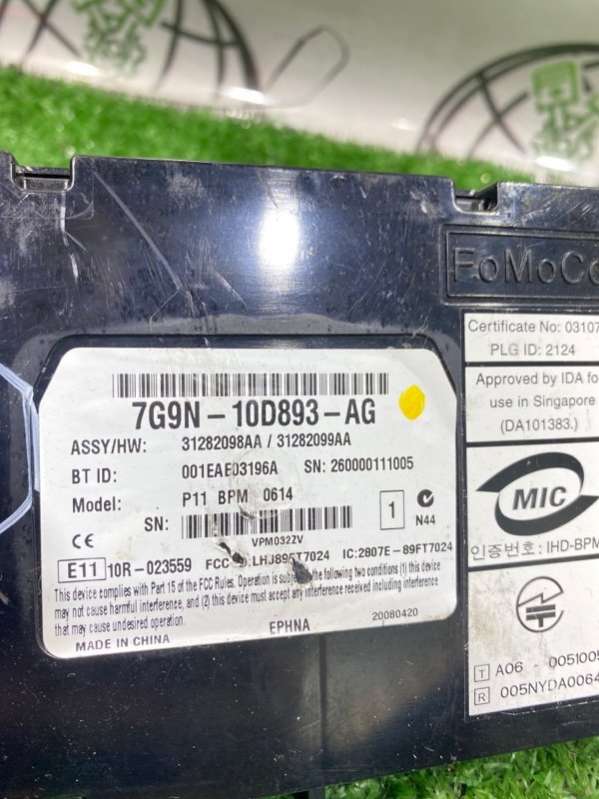 FoMoCo
7G9N-10D893-AG
ASSY/HW: 31282098AA / 31282099AA
BT ID: 001EAE03196A SN: 260000111005
Model: P11 BPM 0614
SN:
VPM0322V
1
N44
CE
E11 10R-023559 FCC LHJ89FT7024 IC:2807E-89FT7024
This device complies with Part 15 of the FCC Rules. Operation is subject to the following two conditions (1) this device
may not cause harmful interference, and (2) this device must accept any interference received including interference
that may cause undesired operation.
MADE IN CHINA EPHNA 20080420
Certificate No: 03107
PLG ID: 2124
Approved by IDA fo
use in Singapore
(DA101383.)
MIC
인증번호: IHD-BPM
T A06 - 0051005
R 005NYDA0064